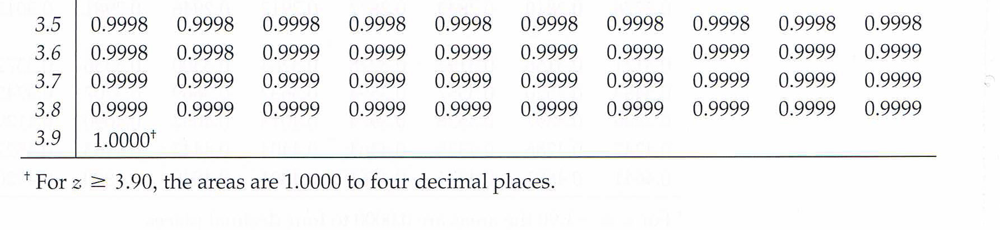 3.5 0.9998 0.9998 0.9998 0.9998 0.9998 0.9998 0.9998 0.9998 0.9998 0.9998
3.6 0.9998 0.9998 0.9999 0.9999 0.9999 0.9999 0.9999 0.9999 0.9999 0.9999
3.7 0.9999 0.9999 0.9999 0.9999 0.9999 0.9999 0.9999 0.9999 0.9999 0.9999
3.8 0.9999 0.9999 0.9999 0.9999 0.9999 0.9999 0.9999 0.9999 0.9999 0.9999
3.9 1.0000†
† For z ≥ 3.90, the areas are 1.0000 to four decimal places.